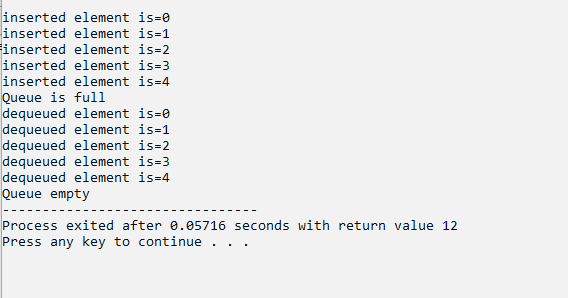 inserted element is=0
inserted element is=1
inserted element is=2
inserted element is=3
inserted element is=4
Queue is full
dequeued element is=0
dequeued element is=1
dequeued element is=2
dequeued element is=3
dequeued element is=4
Queue empty
--------------------------------
Process exited after 0.05716 seconds with return value 12
Press any key to continue . . .